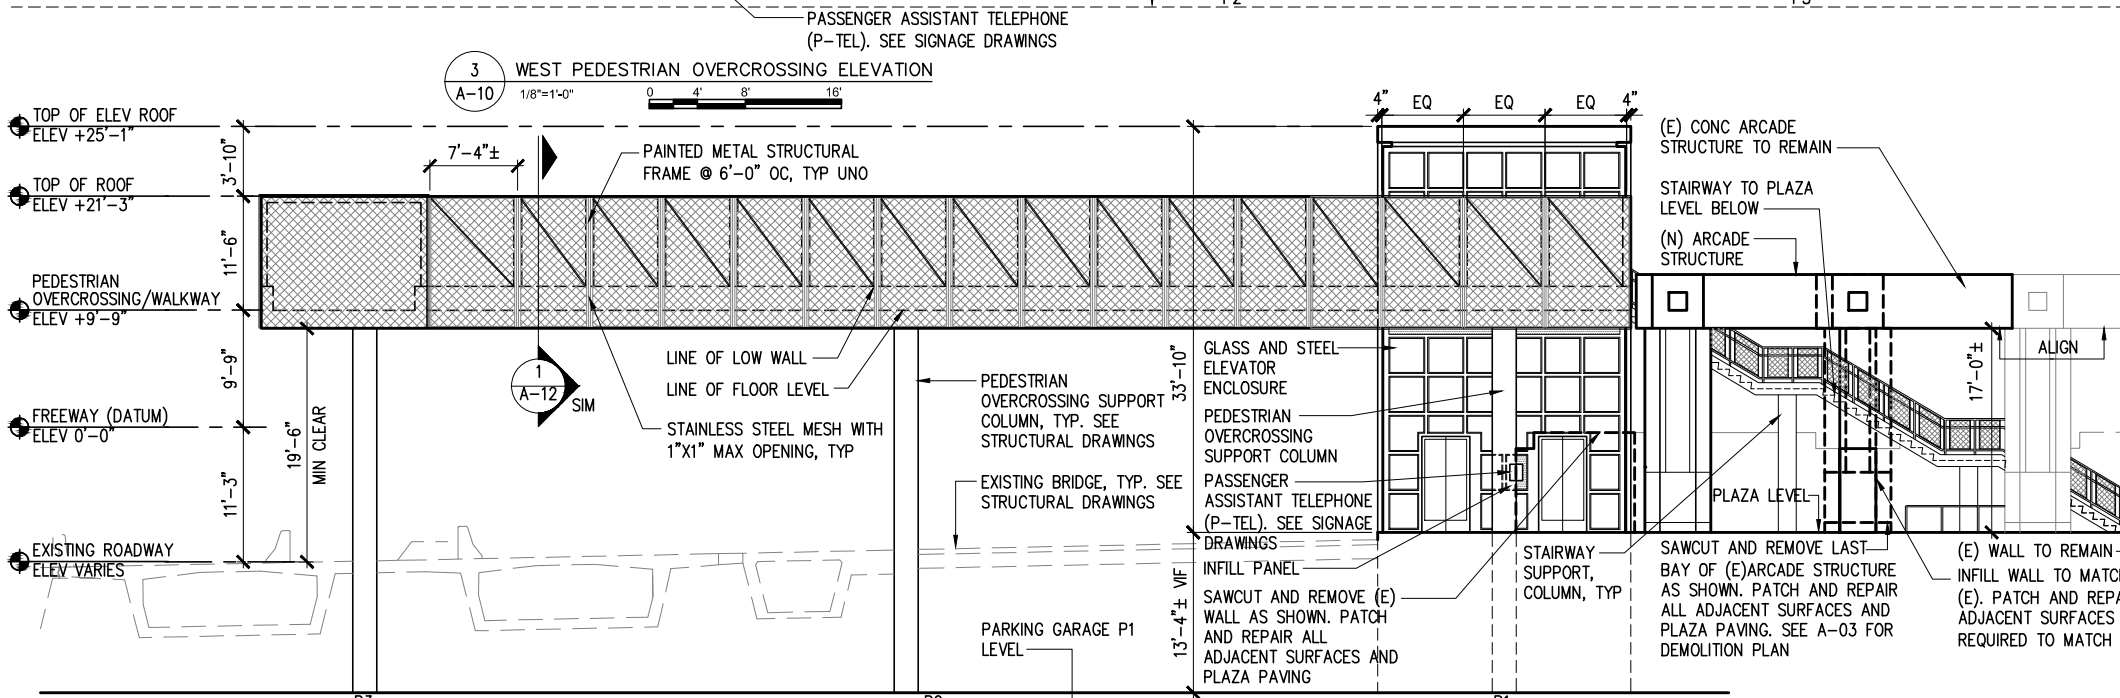 PASSENGER ASSISTANT TELEPHONE
(P-TEL). SEE SIGNAGE DRAWINGS
3
A-10
WEST PEDESTRIAN OVERCROSSING ELEVATION
1/8"=1'-0"
0 4' 8' 16'
TOP OF ELEV ROOF
ELEV +25'-1"
3'-10"
TOP OF ROOF
ELEV +21'-3"
11'-6"
PEDESTRIAN
OVERCROSSING/WALKWAY
ELEV +9'-9"
9'-9"
FREEWAY (DATUM)
ELEV 0'-0"
11'-3"
EXISTING ROADWAY
ELEV VARIES
19'-6"
MIN CLEAR
7'-4"±
PAINTED METAL STRUCTURAL
FRAME @ 6'-0" OC, TYP UNO
1
A-12
SIM
LINE OF LOW WALL
LINE OF FLOOR LEVEL
STAINLESS STEEL MESH WITH
1"X1" MAX OPENING, TYP
PEDESTRIAN
OVERCROSSING SUPPORT
COLUMN, TYP. SEE
STRUCTURAL DRAWINGS
EXISTING BRIDGE, TYP. SEE
STRUCTURAL DRAWINGS
PARKING GARAGE P1
LEVEL
33'-10"
13'-4"± VIF
4" EQ EQ EQ 4"
GLASS AND STEEL
ELEVATOR
ENCLOSURE
PEDESTRIAN
OVERCROSSING
SUPPORT COLUMN
PASSENGER
ASSISTANT TELEPHONE
(P-TEL). SEE SIGNAGE
DRAWINGS
INFILL PANEL
SAWCUT AND REMOVE (E)
WALL AS SHOWN. PATCH
AND REPAIR ALL
ADJACENT SURFACES AND
PLAZA PAVING
STAIRWAY
SUPPORT,
COLUMN, TYP
(E) CONC ARCADE
STRUCTURE TO REMAIN
STAIRWAY TO PLAZA
LEVEL BELOW
(N) ARCADE
STRUCTURE
17'-0"±
ALIGN
PLAZA LEVEL
SAWCUT AND REMOVE LAST
BAY OF (E)ARCADE STRUCTURE
AS SHOWN. PATCH AND REPAIR
ALL ADJACENT SURFACES AND
PLAZA PAVING. SEE A-03 FOR
DEMOLITION PLAN
(E) WALL TO REMAIN
INFILL WALL TO MATC
(E). PATCH AND REPA
ADJACENT SURFACES
REQUIRED TO MATCH